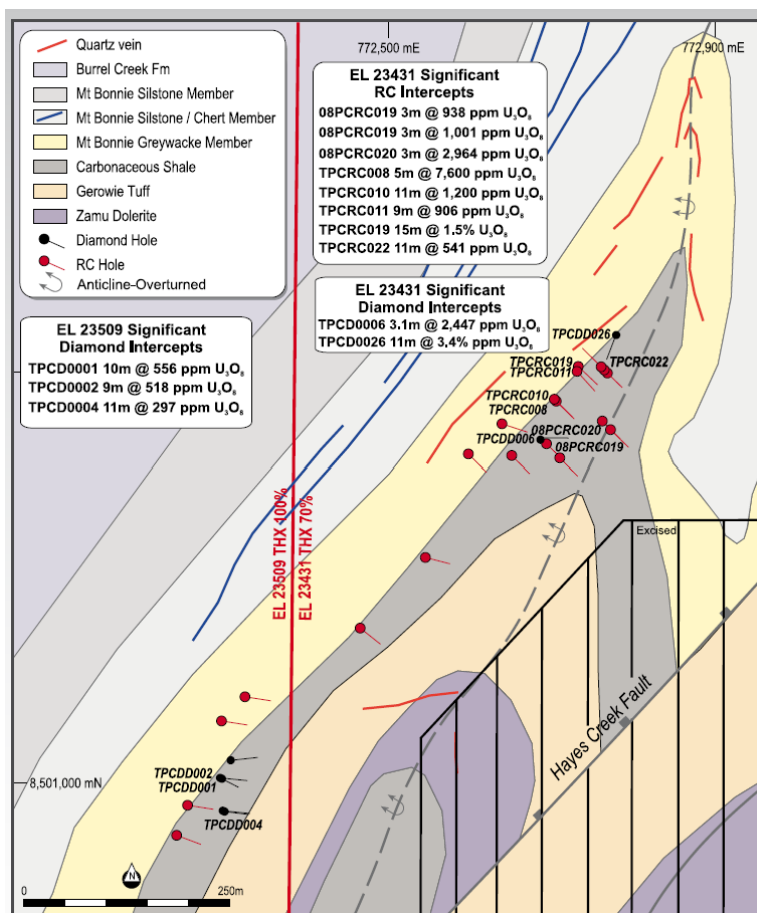 772,500 mE
772,900 mE
Quartz vein
Burrel Creek Fm
Mt Bonnie Silstone Member
Mt Bonnie Silstone / Chert Member
Mt Bonnie Greywacke Member
Carbonaceous Shale
Gerowie Tuff
Zamu Dolerite
Diamond Hole
RC Hole
Anticline-Overturned
EL 23431 Significant
RC Intercepts
08PCRC019 3m @ 938 ppm U₃O₈
08PCRC019 3m @ 1,001 ppm U₃O₈
08PCRC020 3m @ 2,964 ppm U₃O₈
TPCRC008 5m @ 7,600 ppm U₃O₈
TPCRC010 11m @ 1,200 ppm U₃O₈
TPCRC011 9m @ 906 ppm U₃O₈
TPCRC019 15m @ 1.5% U₃O₈
TPCRC022 11m @ 541 ppm U₃O₈
EL 23431 Significant
Diamond Intercepts
TPCD0006 3.1m @ 2,447 ppm U₃O₈
TPCD0026 11m @ 3,4% ppm U₃O₈
EL 23509 Significant
Diamond Intercepts
TPCD0001 10m @ 556 ppm U₃O₈
TPCD0002 9m @ 518 ppm U₃O₈
TPCD0004 11m @ 297 ppm U₃O₈
TPCDD026
TPCRC019
TPCRC011
TPCRC022
TPCRC010
TPCRC008
08PCRC020
TPCDD006
08PCRC019
EL 23509 THX 100%
EL 23431 THX 70%
Excised
Hayes Creek Fault
8,501,000 mN
TPCDD002
TPCDD001
TPCDD004
N
0
250m